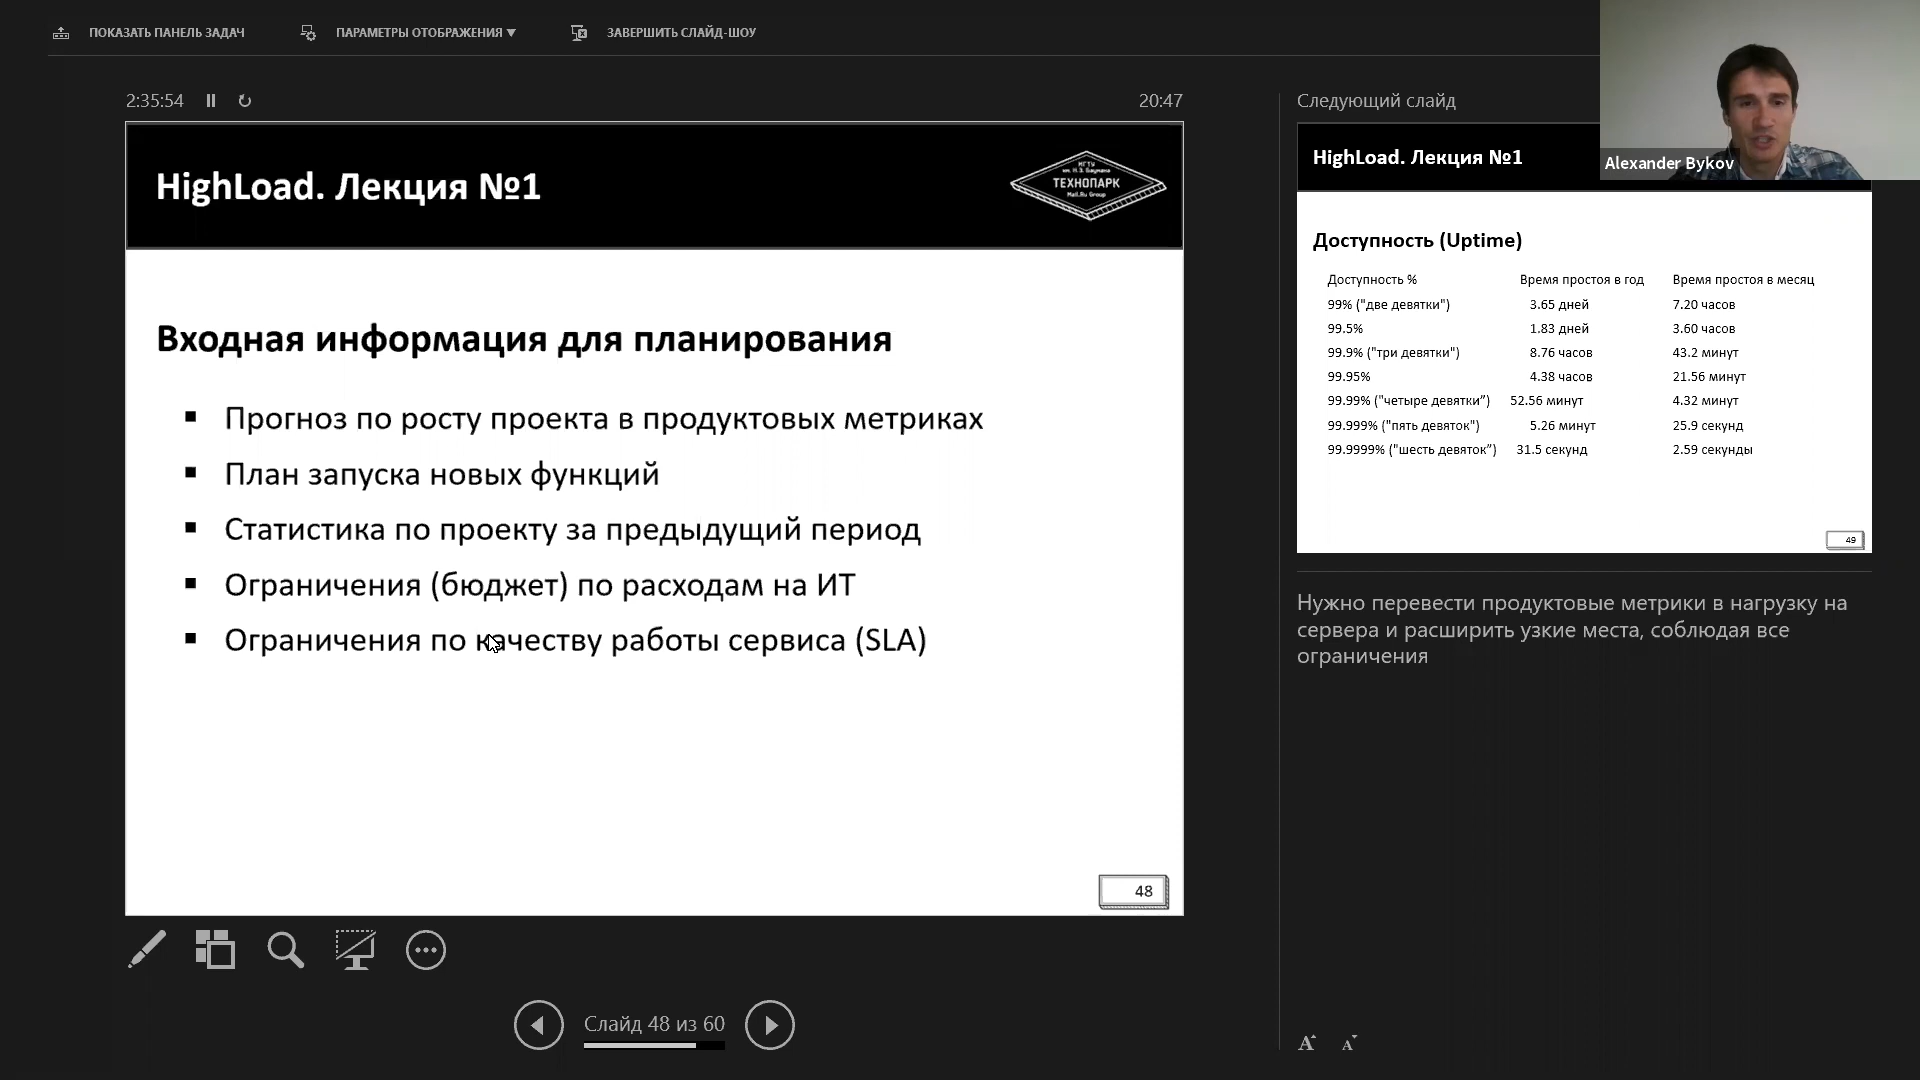 ПОКАЗАТЬ ПАНЕЛЬ ЗАДАЧ
ПАРАМЕТРЫ ОТОБРАЖЕНИЯ ▼
ЗАВЕРШИТЬ СЛАЙД-ШОУ
2:35:54
20:47
HighLoad. Лекция №1
МГТУ
им. Н.Э. Баумана
ТЕХНОПАРК
Mail.Ru Group
Входная информация для планирования
▪ Прогноз по росту проекта в продуктовых метриках
▪ План запуска новых функций
▪ Статистика по проекту за предыдущий период
▪ Ограничения (бюджет) по расходам на ИТ
▪ Ограничения по качеству работы сервиса (SLA)
48
Слайд 48 из 60
Следующий слайд
Alexander Bykov
HighLoad. Лекция №1
Доступность (Uptime)
Доступность % Время простоя в год Время простоя в месяц
99% ("две девятки") 3.65 дней 7.20 часов
99.5% 1.83 дней 3.60 часов
99.9% ("три девятки") 8.76 часов 43.2 минут
99.95% 4.38 часов 21.56 минут
99.99% ("четыре девятки”) 52.56 минут 4.32 минут
99.999% ("пять девяток") 5.26 минут 25.9 секунд
99.9999% ("шесть девяток”) 31.5 секунд 2.59 секунды
49
Нужно перевести продуктовые метрики в нагрузку на
сервера и расширить узкие места, соблюдая все
ограничения
A A